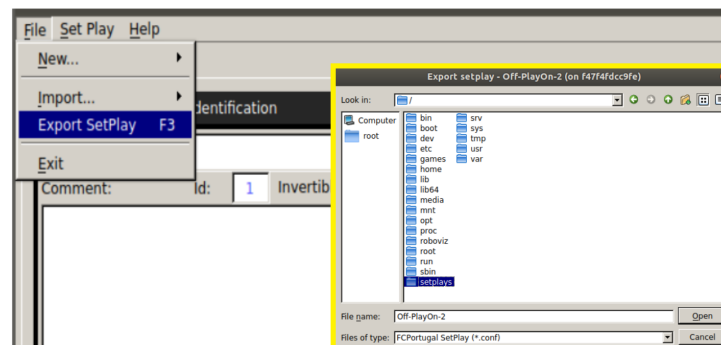 File Set Play Help
New...
Import...
Export SetPlay F3
Exit
dentification
Comment: Id: 1 Invertib
Export setplay - Off-PlayOn-2 (on f47f4fdcc9fe)
Look in: /
Computer
root
bin
boot
dev
etc
games
home
lib
lib64
media
mnt
opt
proc
roboviz
root
run
sbin
setplays
srv
sys
tmp
usr
var
File name: Off-PlayOn-2 Open
Files of type: FCPortugal SetPlay (*.conf) Cancel